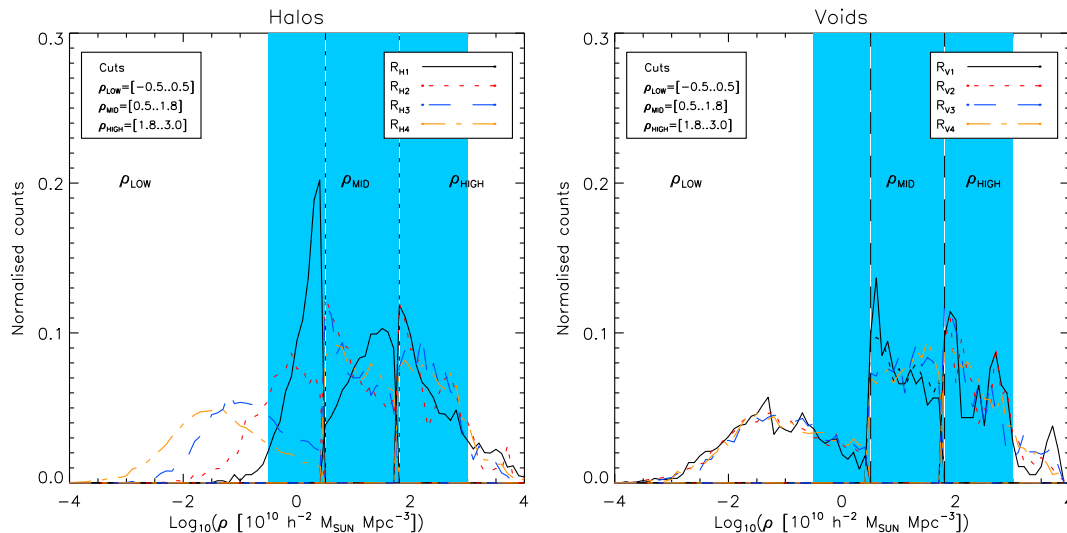 Halos
Voids
0.3
0.2
0.1
0.0
Normalised counts
Cuts
ρLOW=[-0.5..0.5]
ρMID=[0.5..1.8]
ρHIGH=[1.8..3.0]
RH1
RH2
RH3
RH4
ρLOW
ρMID
ρHIGH
-4 -2 0 2 4
Log10(ρ [10^10 h^-2 MSUN Mpc^-3])
0.3
0.2
0.1
0.0
Normalised counts
Cuts
ρLOW=[-0.5..0.5]
ρMID=[0.5..1.8]
ρHIGH=[1.8..3.0]
RV1
RV2
RV3
RV4
ρLOW
ρMID
ρHIGH
-4 -2 0 2 4
Log10(ρ [10^10 h^-2 MSUN Mpc^-3])